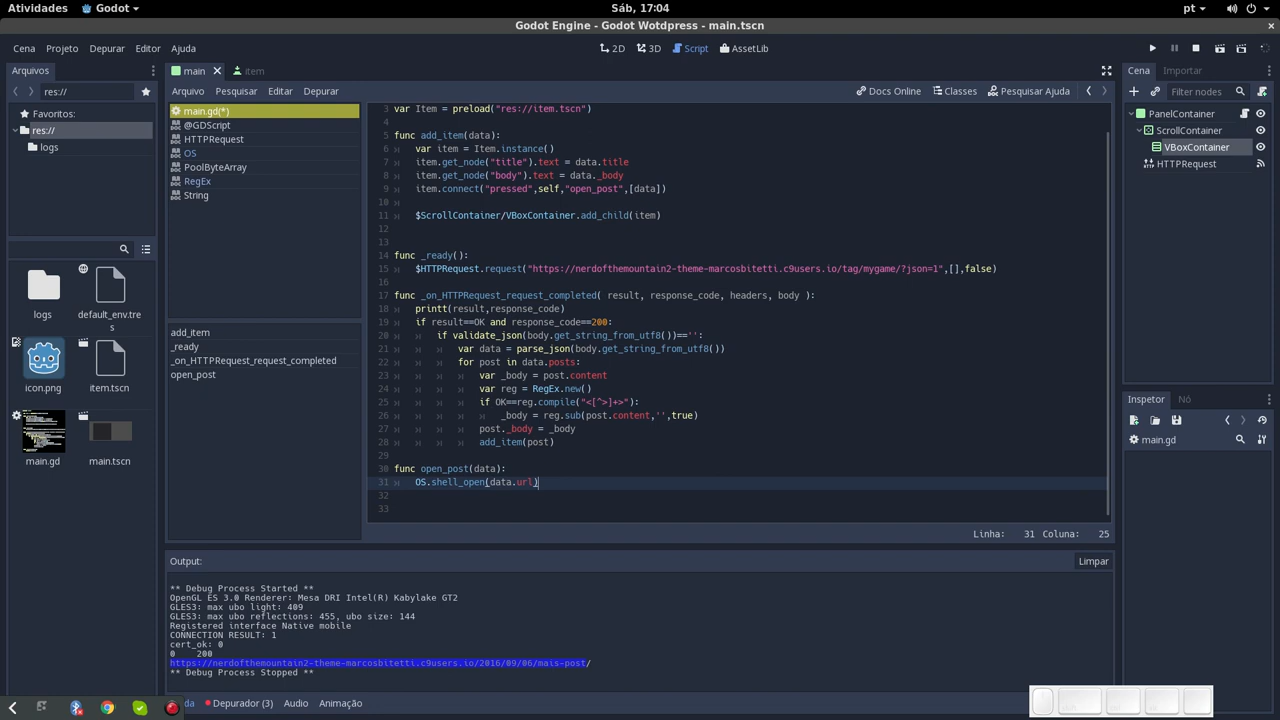 Atividades
Godot
Sáb, 17:04
pt
Godot Engine - Godot Wotdpress - main.tscn
Cena
Projeto
Depurar
Editor
Ajuda
2D
3D
Script
AssetLib
Arquivos
res://
Favoritos:
res://
logs
logs
default_env.tre
s
icon.png
item.tscn
main.gd
main.tscn
main
item
Arquivo
Pesquisar
Editar
Depurar
Docs Online
Classes
Pesquisar Ajuda
main.gd(*)
@GDScript
HTTPRequest
OS
PoolByteArray
RegEx
String
add_item
_ready
_on_HTTPRequest_request_completed
open_post
3 var Item = preload("res://item.tscn")
4
5 func add_item(data):
6 var item = Item.instance()
7 item.get_node("title").text = data.title
8 item.get_node("body").text = data._body
9 item.connect("pressed",self,"open_post",[data])
10
11 $ScrollContainer/VBoxContainer.add_child(item)
12
13
14 func _ready():
15 $HTTPRequest.request("https://nerdofthemountain2-theme-marcosbitetti.c9users.io/tag/mygame/?json=1",[],false)
16
17 func _on_HTTPRequest_request_completed( result, response_code, headers, body ):
18 printt(result,response_code)
19 if result==OK and response_code==200:
20 if validate_json(body.get_string_from_utf8())=='':
21 var data = parse_json(body.get_string_from_utf8())
22 for post in data.posts:
23 var _body = post.content
24 var reg = RegEx.new()
25 if OK==reg.compile("<[^>]+>"):
26 _body = reg.sub(post.content,'',true)
27 post._body = _body
28 add_item(post)
29
30 func open_post(data):
31 OS.shell_open(data.url)
32
33
Linha: 31 Coluna: 25
Output:
Limpar
** Debug Process Started **
OpenGL ES 3.0 Renderer: Mesa DRI Intel(R) Kabylake GT2
GLES3: max ubo light: 409
GLES3: max ubo reflections: 455, ubo size: 144
Registered interface Native mobile
CONNECTION RESULT: 1
cert_ok: 0
0 200
https://nerdofthemountain2-theme-marcosbitetti.c9users.io/2016/09/06/mais-post/
** Debug Process Stopped **
Depurador (3)
Audio
Animação
Cena
Importar
Filter nodes
PanelContainer
ScrollContainer
VBoxContainer
HTTPRequest
Inspetor
Nó
main.gd